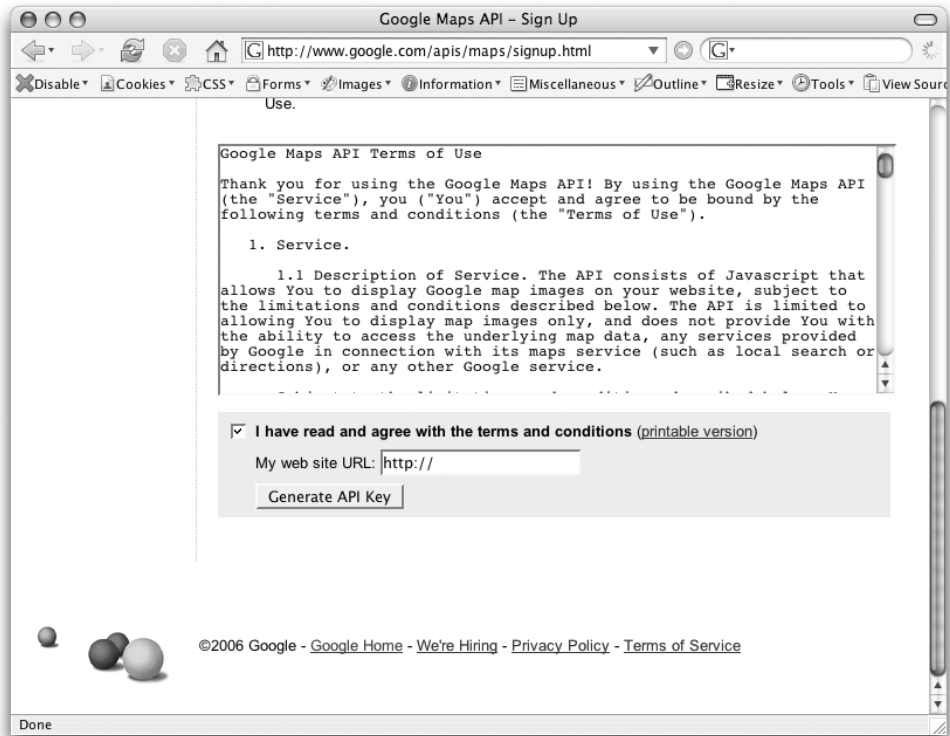 Google Maps API – Sign Up
G http://www.google.com/apis/maps/signup.html G
Disable Cookies CSS Forms Images Information Miscellaneous Outline Resize Tools View Sourc
Use.
Google Maps API Terms of Use
Thank you for using the Google Maps API! By using the Google Maps API
(the "Service"), you ("You") accept and agree to be bound by the
following terms and conditions (the "Terms of Use").
1. Service.
1.1 Description of Service. The API consists of Javascript that
allows You to display Google map images on your website, subject to
the limitations and conditions described below. The API is limited to
allowing You to display map images only, and does not provide You with
the ability to access the underlying map data, any services provided
by Google in connection with its maps service (such as local search or
directions), or any other Google service.
I have read and agree with the terms and conditions (printable version)
My web site URL: http://
Generate API Key
©2006 Google - Google Home - We're Hiring - Privacy Policy - Terms of Service
Done